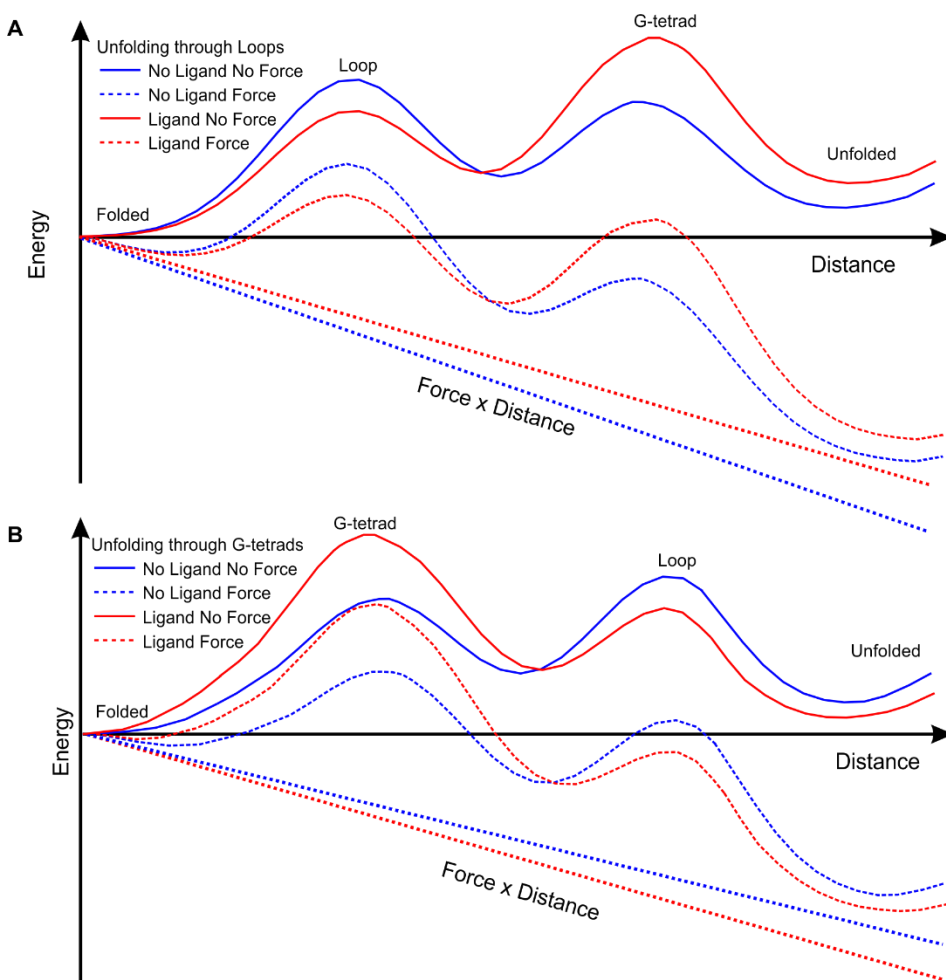 A
Unfolding through Loops
No Ligand No Force
No Ligand Force
Ligand No Force
Ligand Force
Loop
G-tetrad
Unfolded
Folded
Energy
Distance
Force x Distance
B
Unfolding through G-tetrads
No Ligand No Force
No Ligand Force
Ligand No Force
Ligand Force
G-tetrad
Loop
Unfolded
Folded
Energy
Distance
Force x Distance